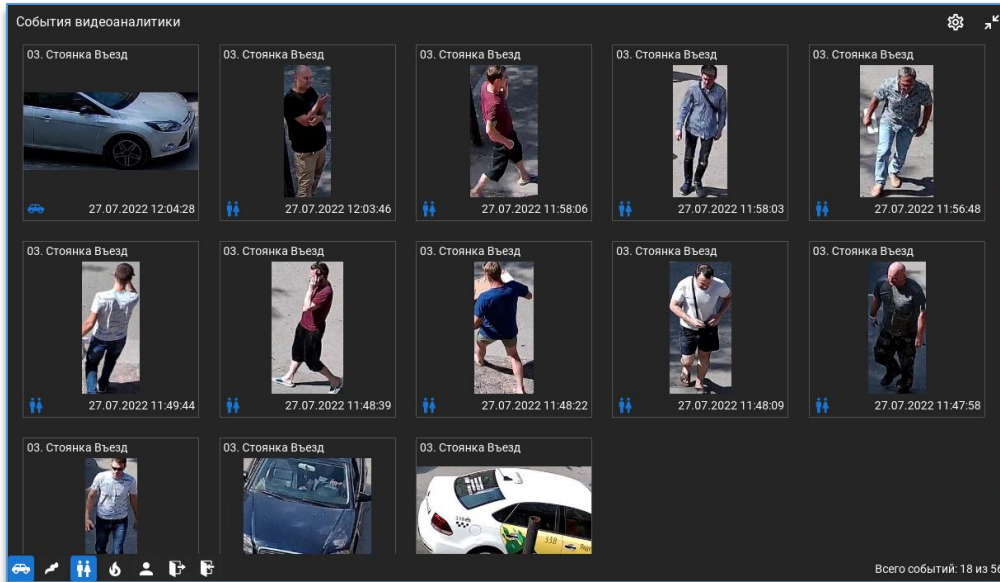 События видеоаналитики
03. Стоянка Въезд
03. Стоянка Въезд
03. Стоянка Въезд
03. Стоянка Въезд
03. Стоянка Въезд
27.07.2022 12:04:28
27.07.2022 12:03:46
27.07.2022 11:58:06
27.07.2022 11:58:03
27.07.2022 11:56:48
03. Стоянка Въезд
03. Стоянка Въезд
03. Стоянка Въезд
03. Стоянка Въезд
03. Стоянка Въезд
27.07.2022 11:49:44
27.07.2022 11:48:39
27.07.2022 11:48:22
27.07.2022 11:48:09
27.07.2022 11:47:58
03. Стоянка Въезд
03. Стоянка Въезд
03. Стоянка Въезд
338
Всего событий: 18 из 56